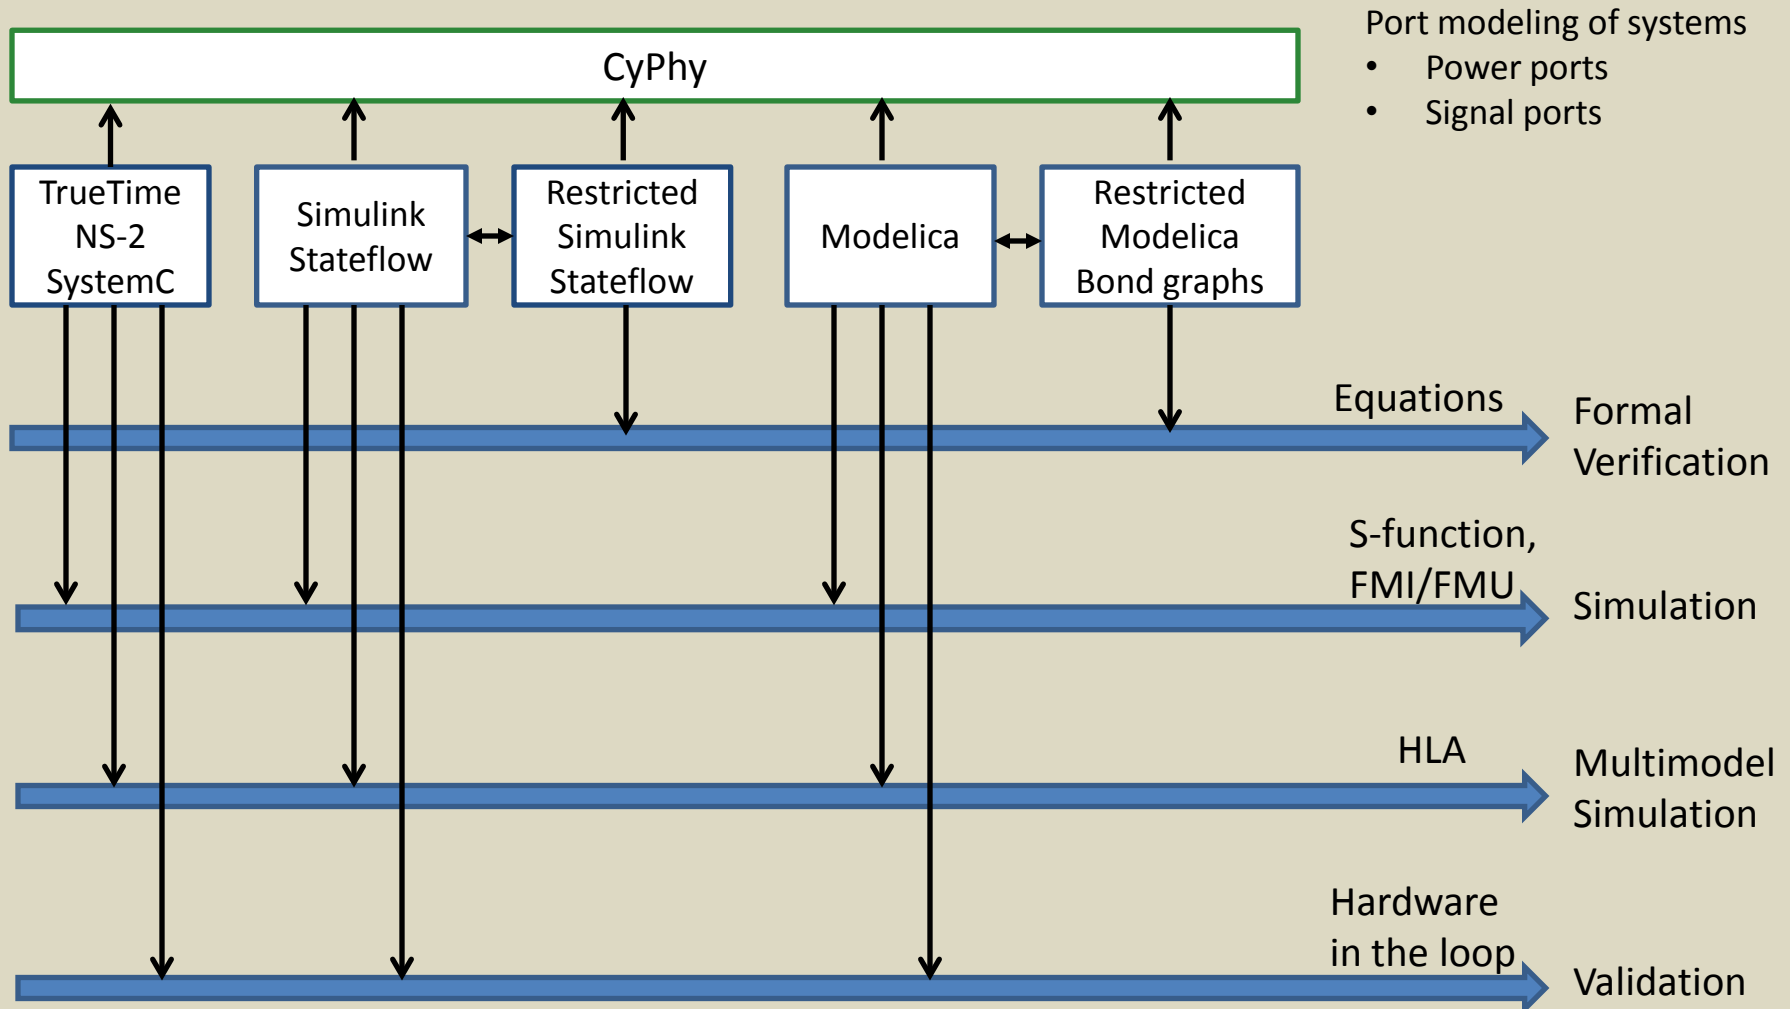 Port modeling of systems
• Power ports
• Signal ports
CyPhy
TrueTime
NS-2
SystemC
Simulink
Stateflow
Restricted
Simulink
Stateflow
Modelica
Restricted
Modelica
Bond graphs
Equations
Formal
Verification
S-function,
FMI/FMU
Simulation
HLA
Multimodel
Simulation
Hardware
in the loop
Validation